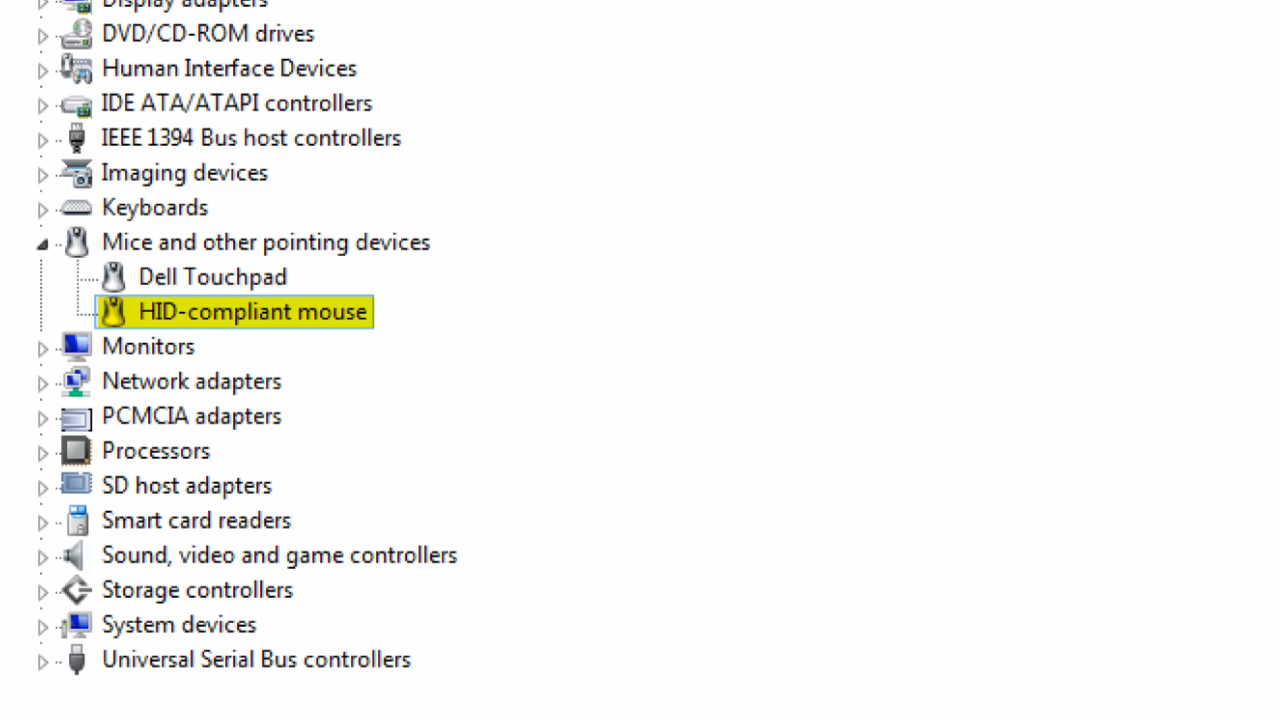 Display adapters
DVD/CD-ROM drives
Human Interface Devices
IDE ATA/ATAPI controllers
IEEE 1394 Bus host controllers
Imaging devices
Keyboards
Mice and other pointing devices
Dell Touchpad
HID-compliant mouse
Monitors
Network adapters
PCMCIA adapters
Processors
SD host adapters
Smart card readers
Sound, video and game controllers
Storage controllers
System devices
Universal Serial Bus controllers